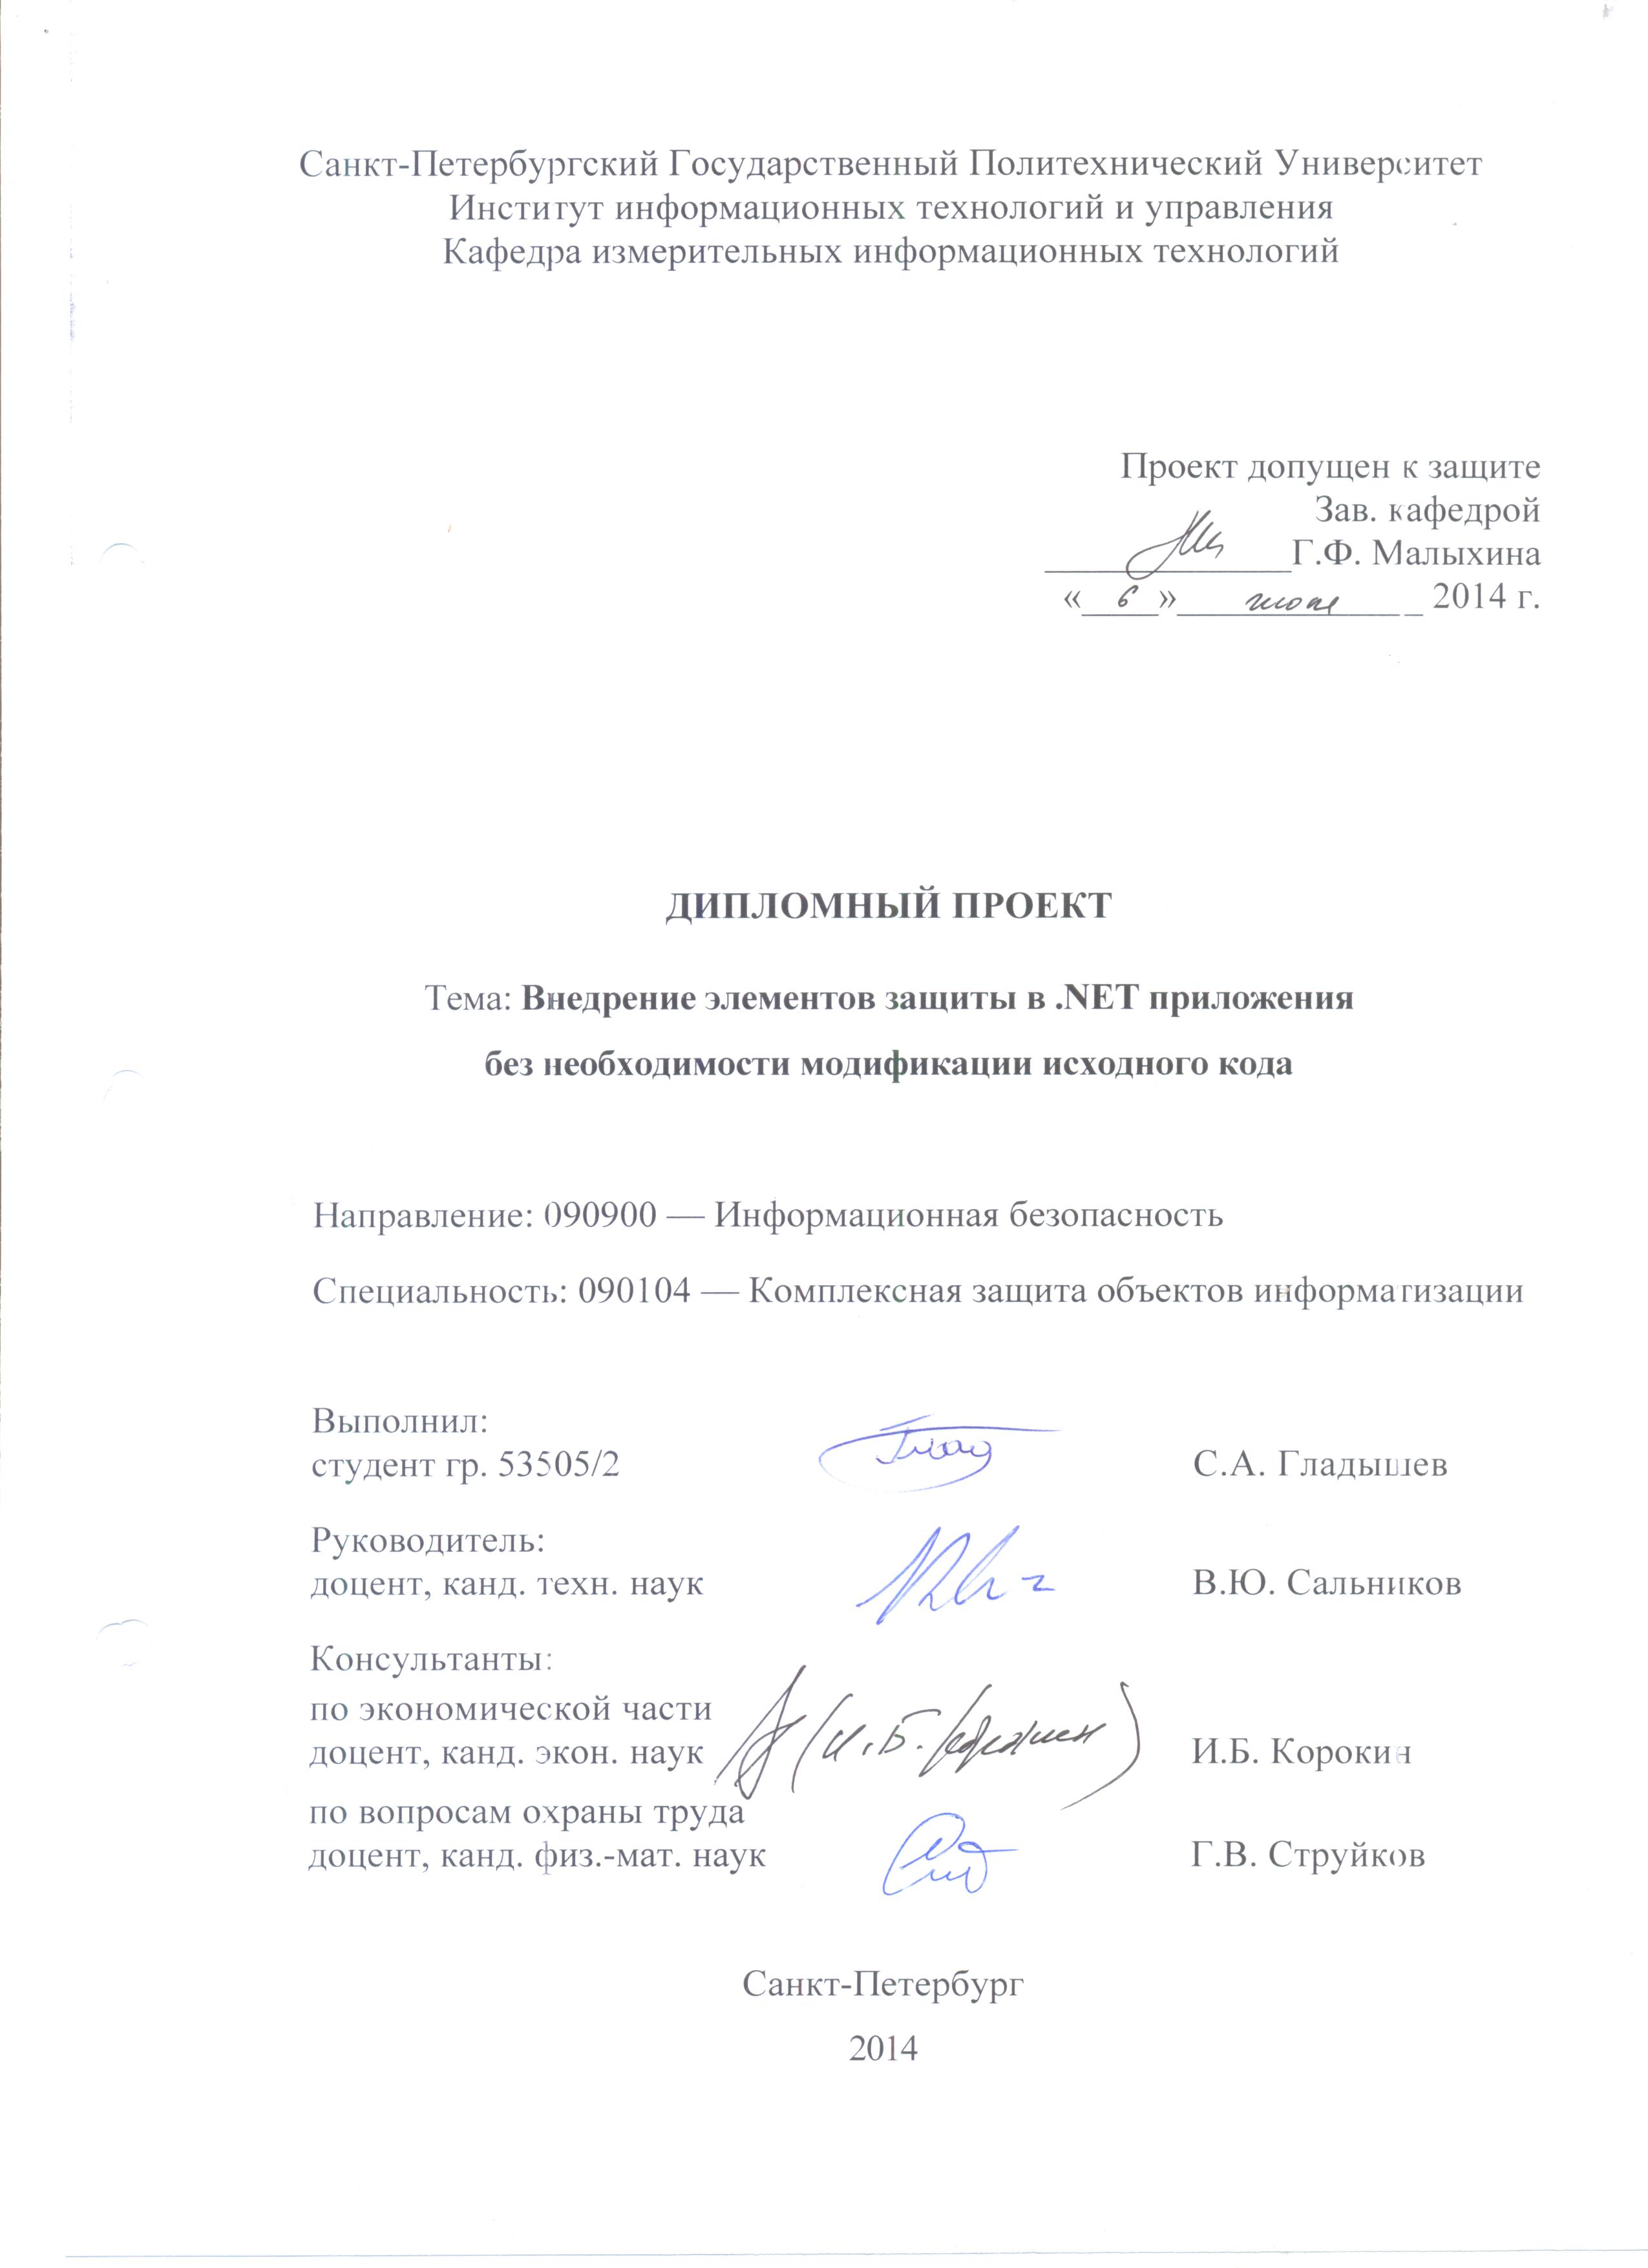 Санкт-Петербургский Государственный Политехнический Университет
Институт информационных технологий и управления
Кафедра измерительных информационных технологий
Проект допущен к защите
Зав. кафедрой
Г.Ф. Малыхина
« 6 » июня 2014 г.
ДИПЛОМНЫЙ ПРОЕКТ
Тема: Внедрение элементов защиты в .NET приложения
без необходимости модификации исходного кода
Направление: 090900 — Информационная безопасность
Специальность: 090104 — Комплексная защита объектов информатизации
Выполнил:
студент гр. 53505/2 С.А. Гладышев
Руководитель:
доцент, канд. техн. наук В.Ю. Сальников
Консультанты:
по экономической части
доцент, канд. экон. наук И.Б. Корокин
по вопросам охраны труда
доцент, канд. физ.-мат. наук Г.В. Струйков
Санкт-Петербург
2014